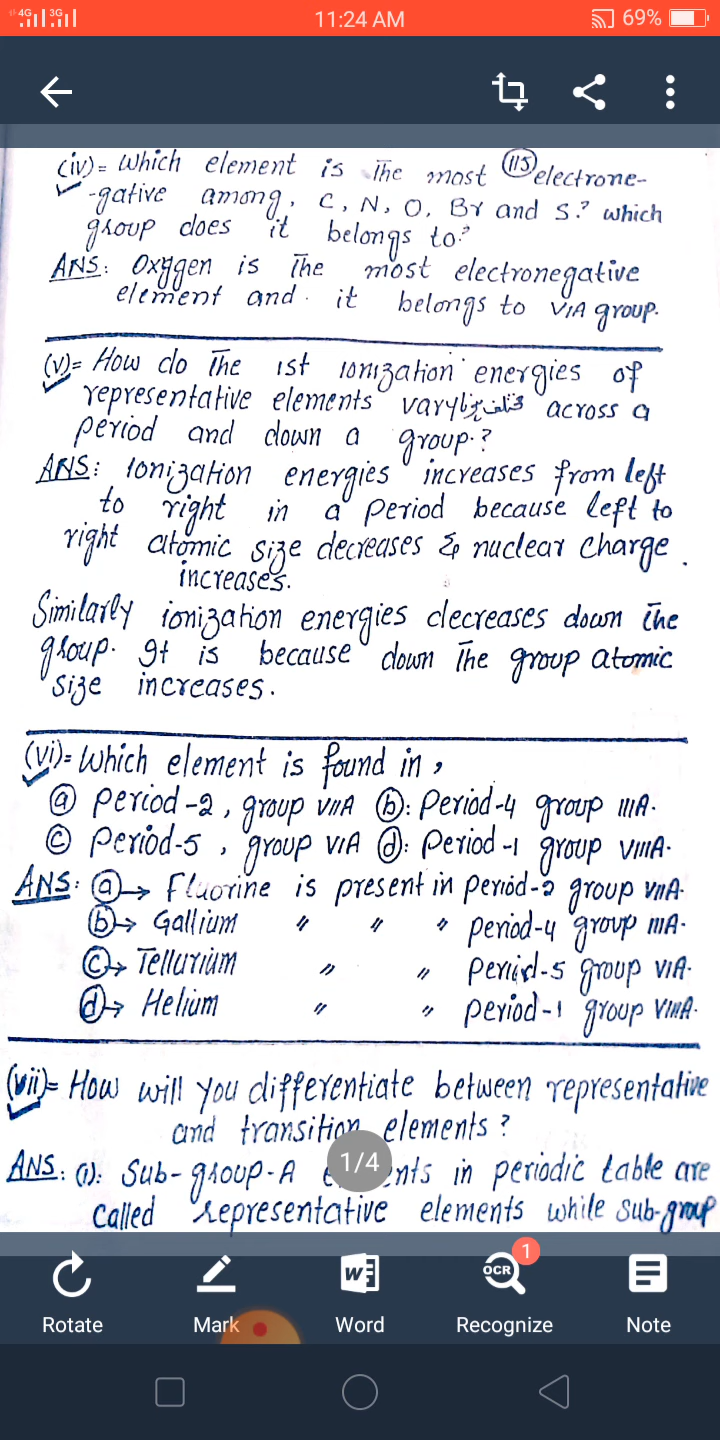 4G 3G 11:24 AM 69%
(iv)= Which element is the most (115) electrone-
-gative among, C, N, O, Br and S.? which
group does it belongs to?
ANS: Oxygen is the most electronegative
element and. it belongs to VIA group.
(v)= How do the 1st ionization energies of
representative elements vary across a
period and down a group.?
ANS: Ionization energies increases from left
to right in a Period because left to
right atomic size decreases & nuclear charge.
increases.
Similarly ionization energies decreases down the
group. It is because down the group atomic
size increases.
(vi)= Which element is found in,
(a) Period-2, group VIIA (b): Period-4 group IIIA.
(c) Period-5, group VIA (d): Period-1 group VIIIA.
ANS: (a)→ Fluorine is present in period-2 group VIIA.
(b)→ Gallium " " " period-4 group IIIA.
(c)→ Tellurium " " Period-5 group VIA.
(d)→ Helium " " period-1 group VIIIA.
(vii)= How will you differentiate between representative
and transition elements?
ANS: (1): Sub-group-A e nts in periodic table are
called representative elements while Sub-group
1/4
1
OCR
Rotate Mark Word Recognize Note